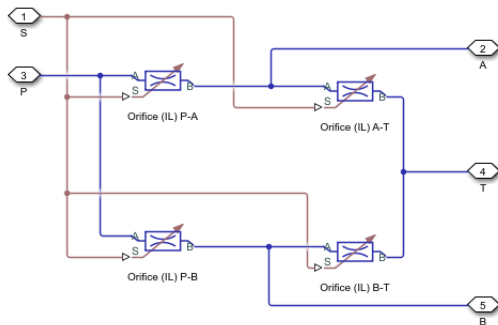 1
S
2
A
3
P
A
B
S
Orifice (IL) P-A
A
B
S
Orifice (IL) A-T
4
T
A
B
S
Orifice (IL) P-B
A
B
S
Orifice (IL) B-T
5
B